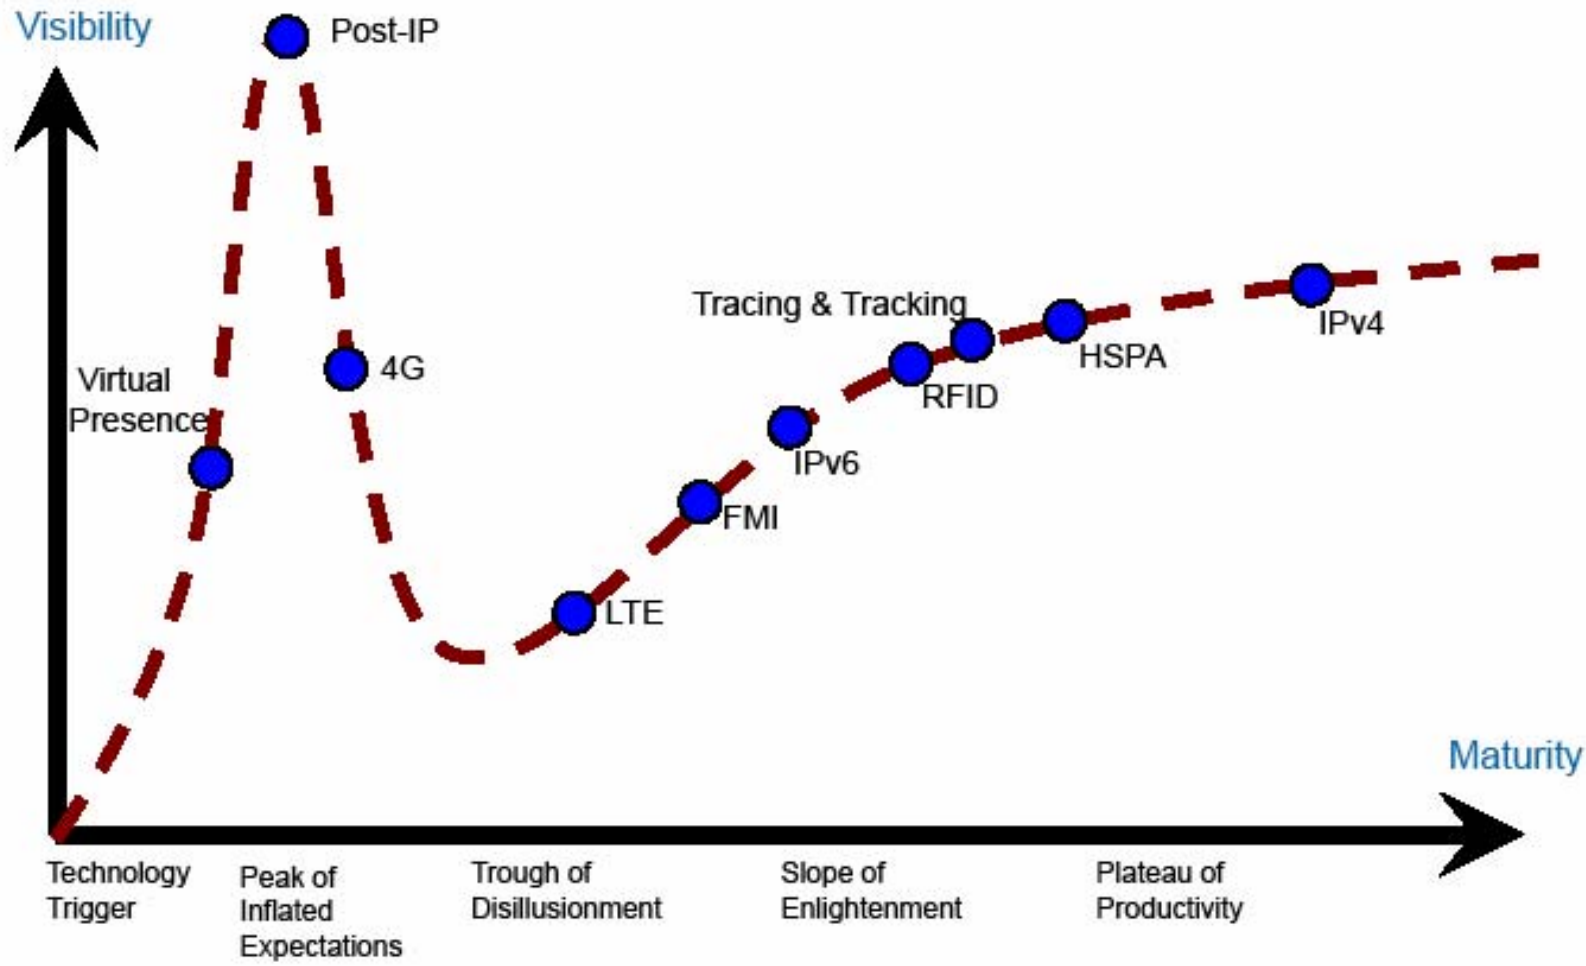 Visibility
Post-IP
Tracing & Tracking
IPv4
HSPA
4G
Virtual
Presence
RFID
IPv6
FMI
LTE
Maturity
Technology
Trigger
Peak of
Inflated
Expectations
Trough of
Disillusionment
Slope of
Enlightenment
Plateau of
Productivity